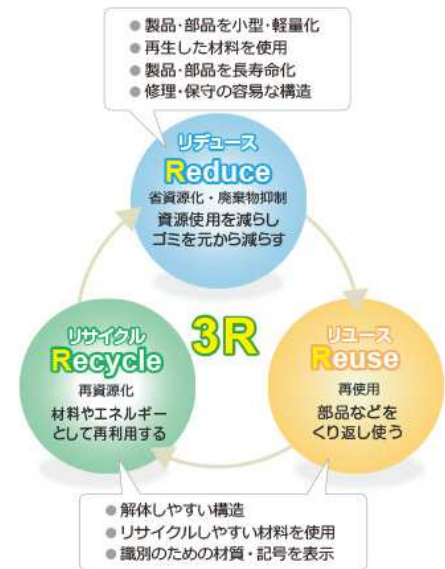 ● 製品・部品を小型・軽量化
● 再生した材料を使用
● 製品・部品を長寿命化
● 修理・保守の容易な構造
リデュース
Reduce
省資源化・廃棄物抑制
資源使用を減らし
ゴミを元から減らす
3R
リサイクル
Recycle
再資源化
材料やエネルギー
として再利用する
リユース
Reuse
再使用
部品などを
くり返し使う
● 解体しやすい構造
● リサイクルしやすい材料を使用
● 識別のための材質・記号を表示